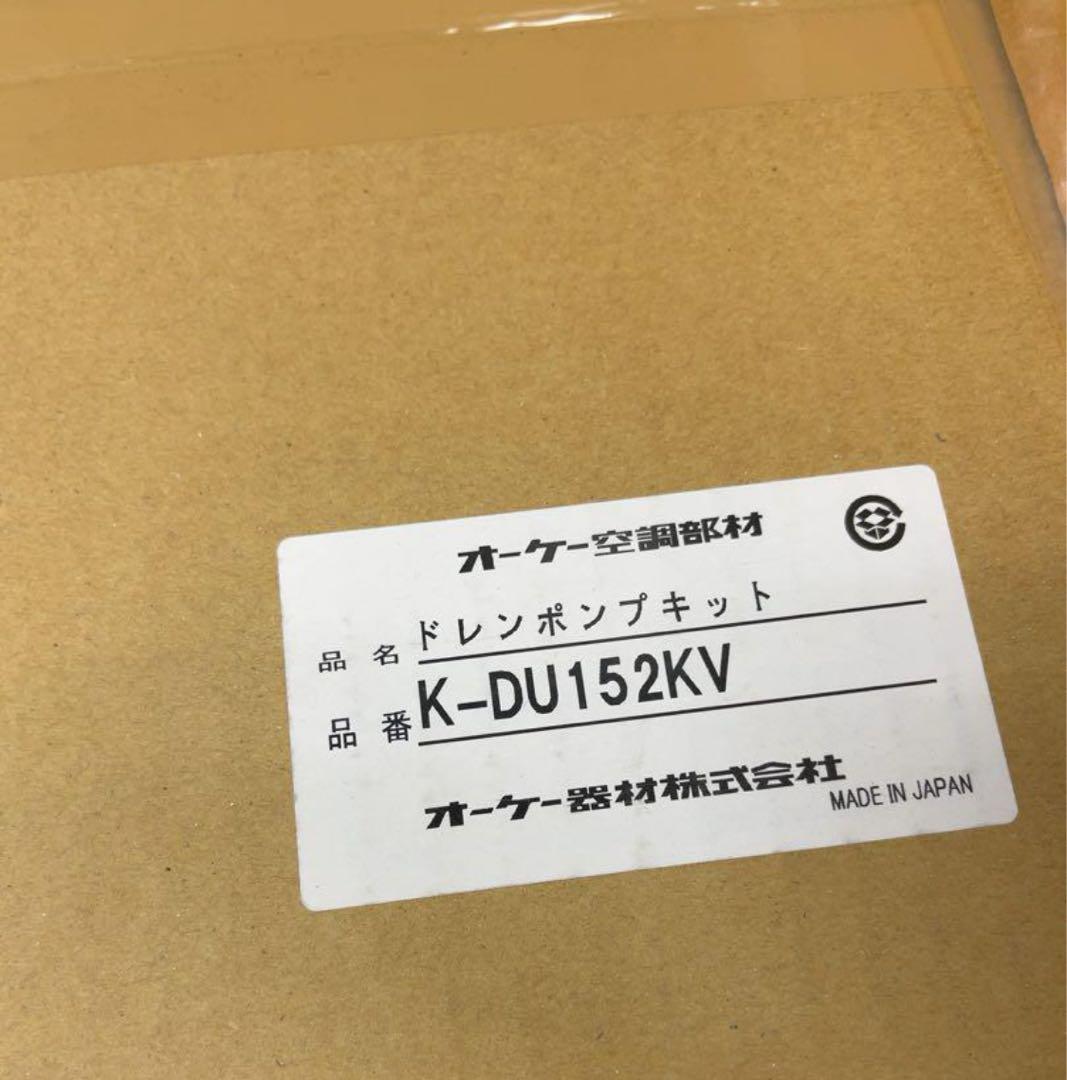 オーケー空調部材
品名 ドレンポンプキット
品番 K-DU152KV
オーケー器材株式会社
MADE IN JAPAN